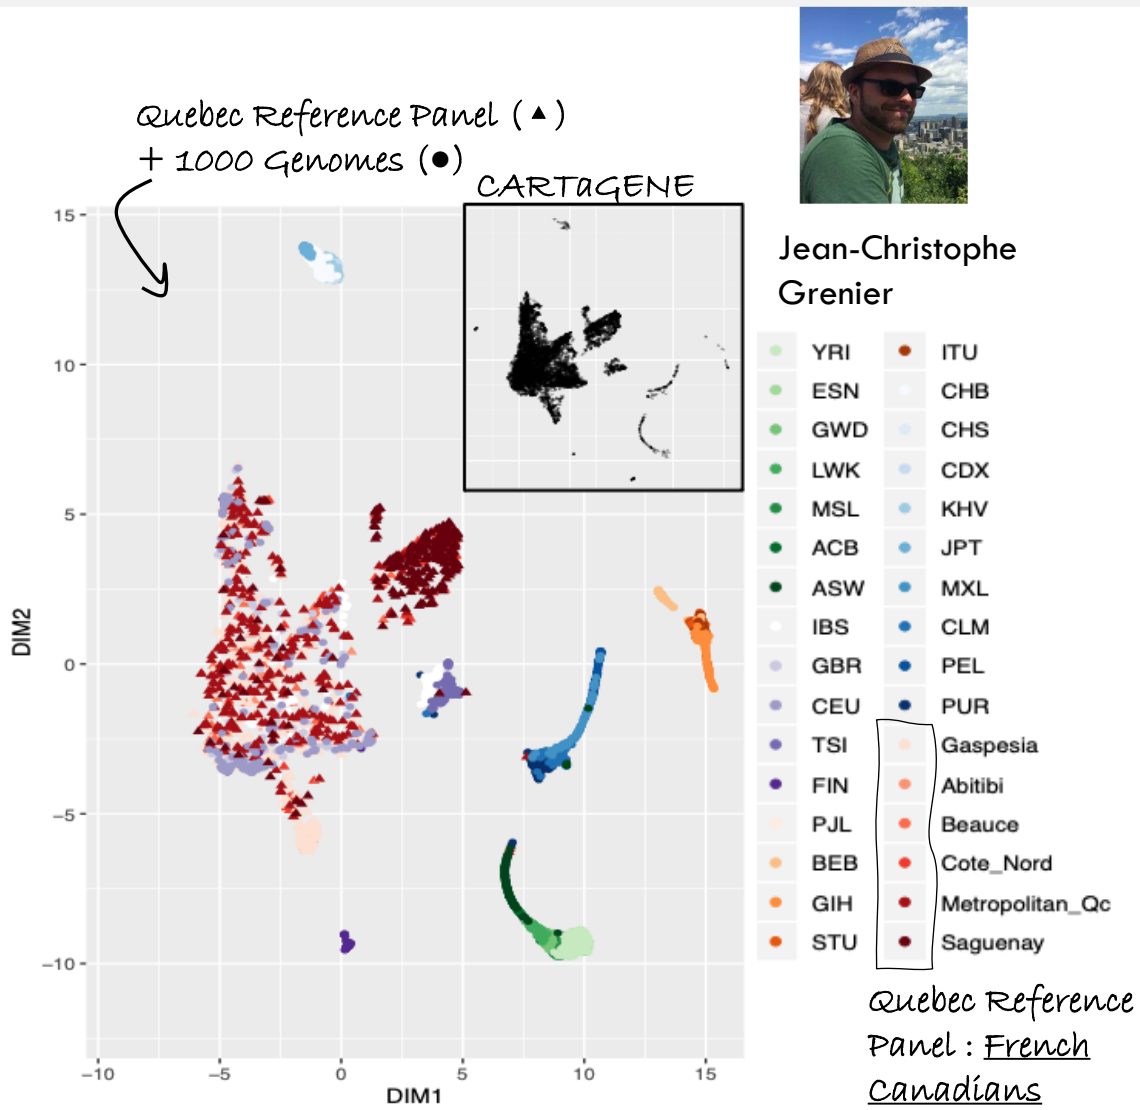 Quebec Reference Panel (▲)
+ 1000 Genomes (●)
CARTaGENE
Jean-Christophe
Grenier
15
10
5
0
−5
−10
DIM2
−10
−5
0
5
10
15
DIM1
YRI
ESN
GWD
LWK
MSL
ACB
ASW
IBS
GBR
CEU
TSI
FIN
PJL
BEB
GIH
STU
ITU
CHB
CHS
CDX
KHV
JPT
MXL
CLM
PEL
PUR
Gaspesia
Abitibi
Beauce
Cote_Nord
Metropolitan_Qc
Saguenay
Quebec Reference
Panel : French
Canadians